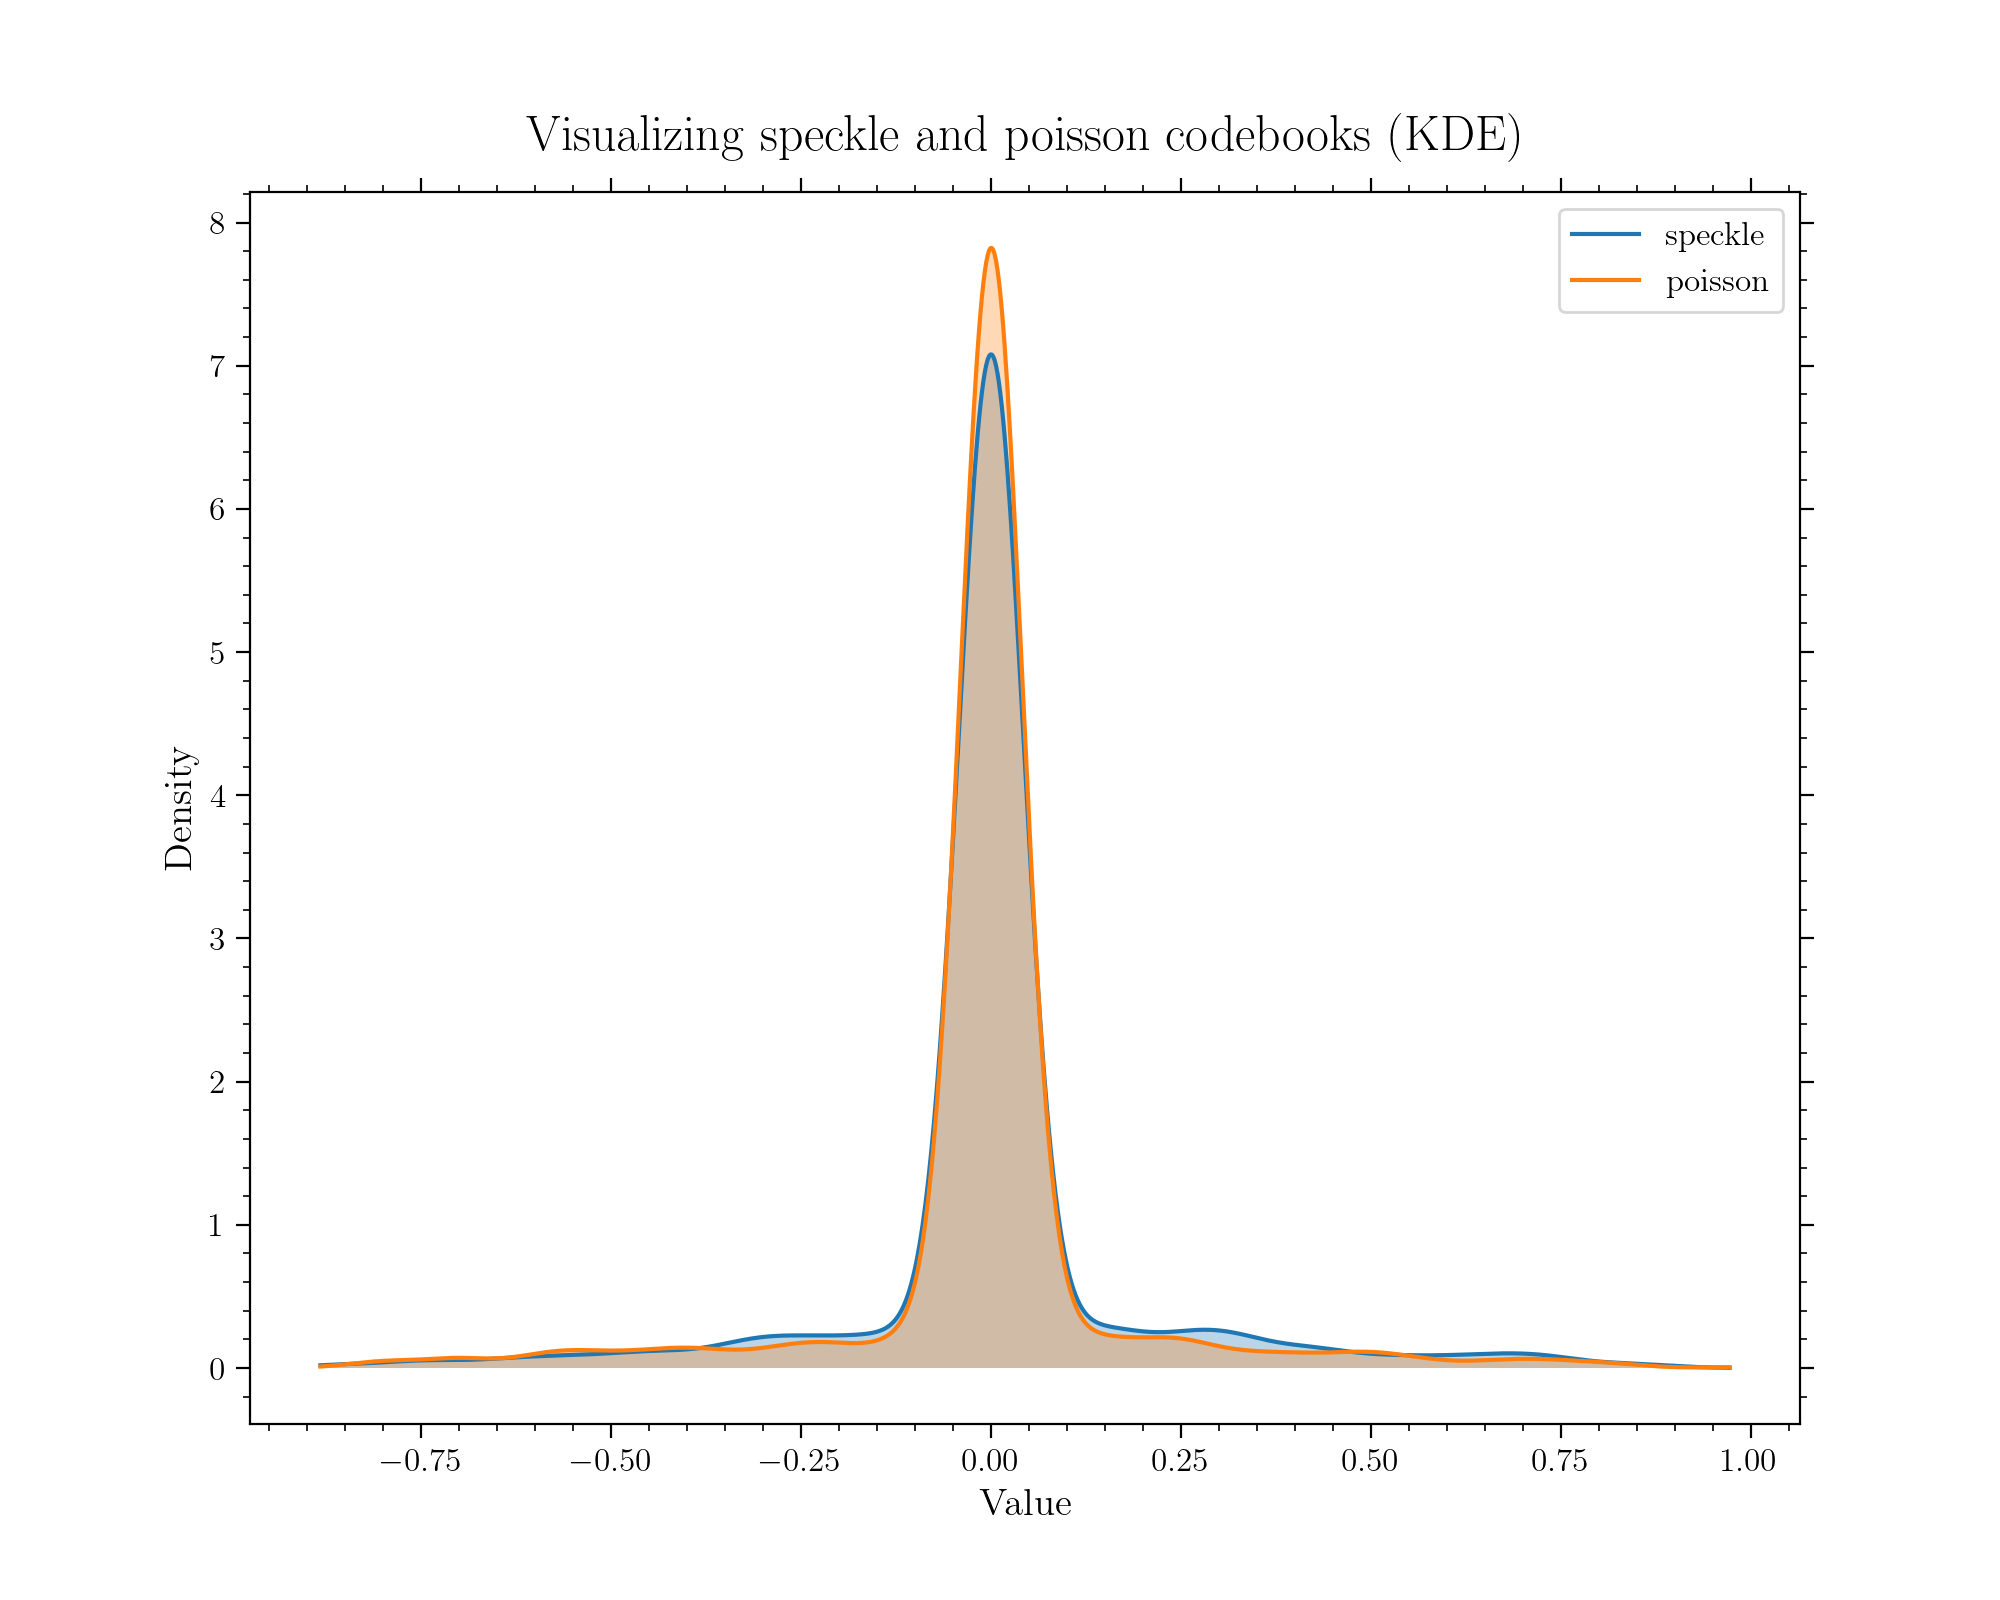 Visualizing speckle and poisson codebooks (KDE)
speckle
poisson
8
7
6
5
4
3
2
1
0
Density
−0.75 −0.50 −0.25 0.00 0.25 0.50 0.75 1.00
Value